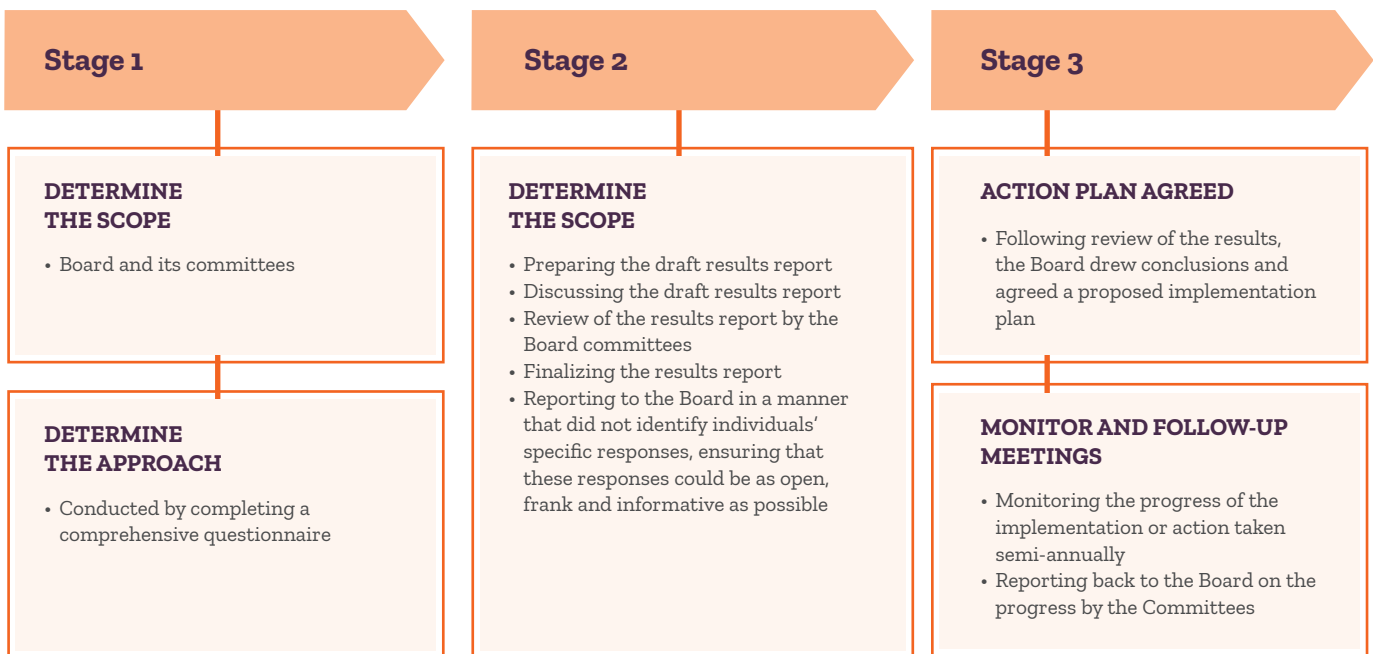 Stage 1
DETERMINE
THE SCOPE
• Board and its committees
DETERMINE
THE APPROACH
• Conducted by completing a
comprehensive questionnaire
Stage 2
DETERMINE
THE SCOPE
• Preparing the draft results report
• Discussing the draft results report
• Review of the results report by the
Board committees
• Finalizing the results report
• Reporting to the Board in a manner
that did not identify individuals’
specific responses, ensuring that
these responses could be as open,
frank and informative as possible
Stage 3
ACTION PLAN AGREED
• Following review of the results,
the Board drew conclusions and
agreed a proposed implementation
plan
MONITOR AND FOLLOW-UP
MEETINGS
• Monitoring the progress of the
implementation or action taken
semi-annually
• Reporting back to the Board on the
progress by the Committees